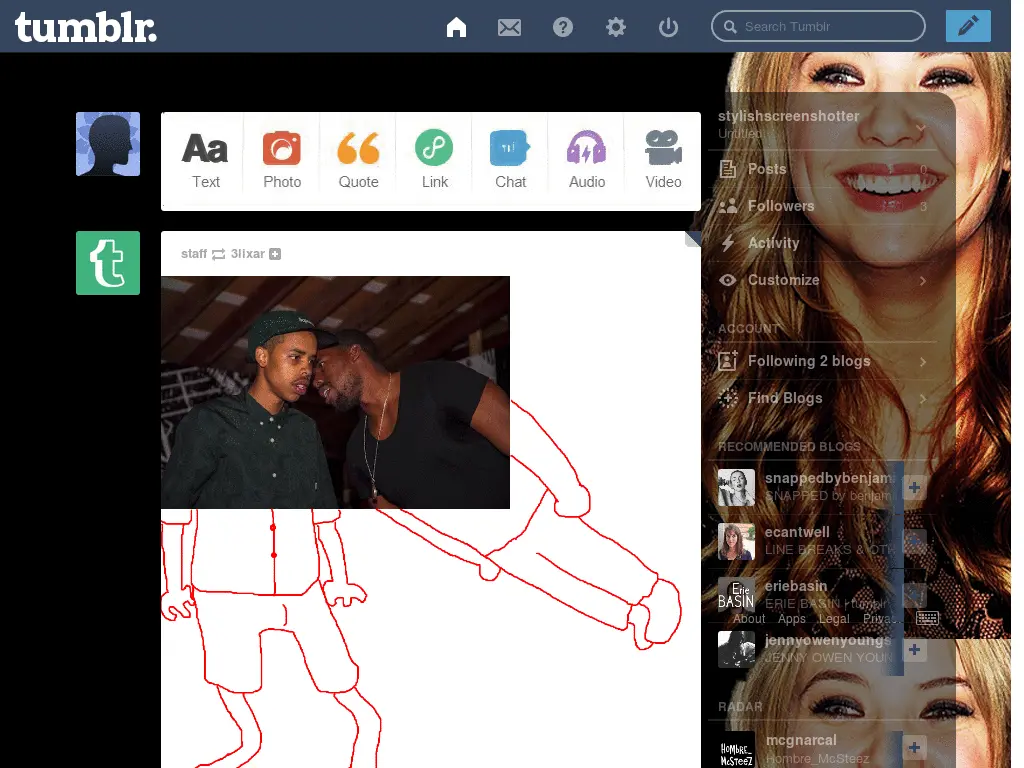 tumblr.
Search Tumblr
Aa
Text
Photo
Quote
Link
Chat
Audio
Video
staff 3lixar
stylishscreenshotter
Untitled
Posts 0
Followers 3
Activity
Customize
ACCOUNT
Following 2 blogs
Find Blogs
RECOMMENDED BLOGS
snappedbybenjam
SNAPPED by benjam
ecantwell
LINE BREAKS & OTH
ERIE
BASIN
eriebasin
ERIE BASIN • tumblr
About Apps Legal Privac
jennyowenyoungs
JENNY OWEN YOUN
RADAR
HOMBRE_
McSTEEZ
mcgnarcal
Hombre_McSteez